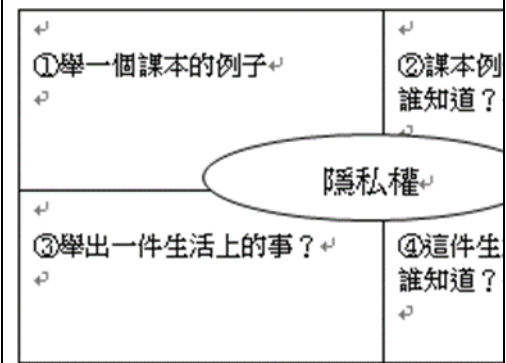 ①舉一個課本的例子
②課本例
誰知道？
隱私權
③舉出一件生活上的事？
④這件生
誰知道？